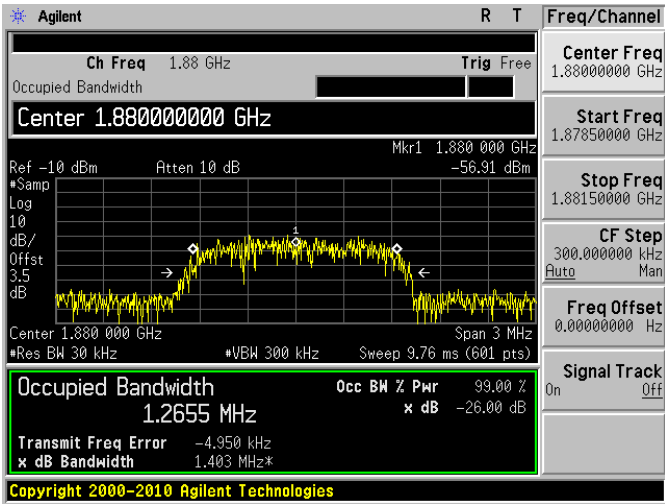 Agilent R T Freq/Channel
Ch Freq 1.88 GHz Trig Free
Occupied Bandwidth
Center 1.880000000 GHz
Mkr1 1.880 000 GHz
Ref -10 dBm Atten 10 dB -56.91 dBm
#Samp
Log
10
dB/
Offst
3.5
dB
1
Center 1.880 000 GHz Span 3 MHz
#Res BW 30 kHz #VBW 300 kHz Sweep 9.76 ms (601 pts)
Occupied Bandwidth Occ BW % Pwr 99.00 %
1.2655 MHz x dB -26.00 dB
Transmit Freq Error -4.950 kHz
x dB Bandwidth 1.403 MHz*
Copyright 2000-2010 Agilent Technologies
Center Freq
1.88000000 GHz
Start Freq
1.87850000 GHz
Stop Freq
1.88150000 GHz
CF Step
300.000000 kHz
Auto Man
Freq Offset
0.00000000 Hz
Signal Track
On Off